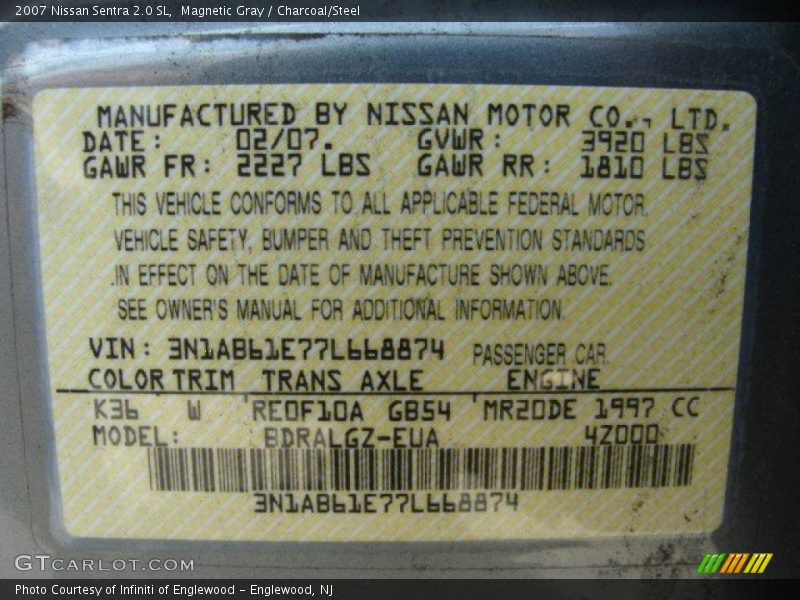 2007 Nissan Sentra 2.0 SL, Magnetic Gray / Charcoal/Steel
MANUFACTURED BY NISSAN MOTOR CO., LTD.
DATE: 02/07. GVWR: 3920 LBS
GAWR FR: 2227 LBS GAWR RR: 1810 LBS
THIS VEHICLE CONFORMS TO ALL APPLICABLE FEDERAL MOTOR
VEHICLE SAFETY, BUMPER AND THEFT PREVENTION STANDARDS
IN EFFECT ON THE DATE OF MANUFACTURE SHOWN ABOVE.
SEE OWNER'S MANUAL FOR ADDITIONAL INFORMATION.
VIN: 3N1AB61E77L668874 PASSENGER CAR.
COLOR TRIM TRANS AXLE ENGINE
K36 W RE0F10A GB54 MR20DE 1997 CC
MODEL: BDRALGZ-EUA 4Z000
3N1AB61E77L668874
GTCARLOT.COM
Photo Courtesy of Infiniti of Englewood – Englewood, NJ